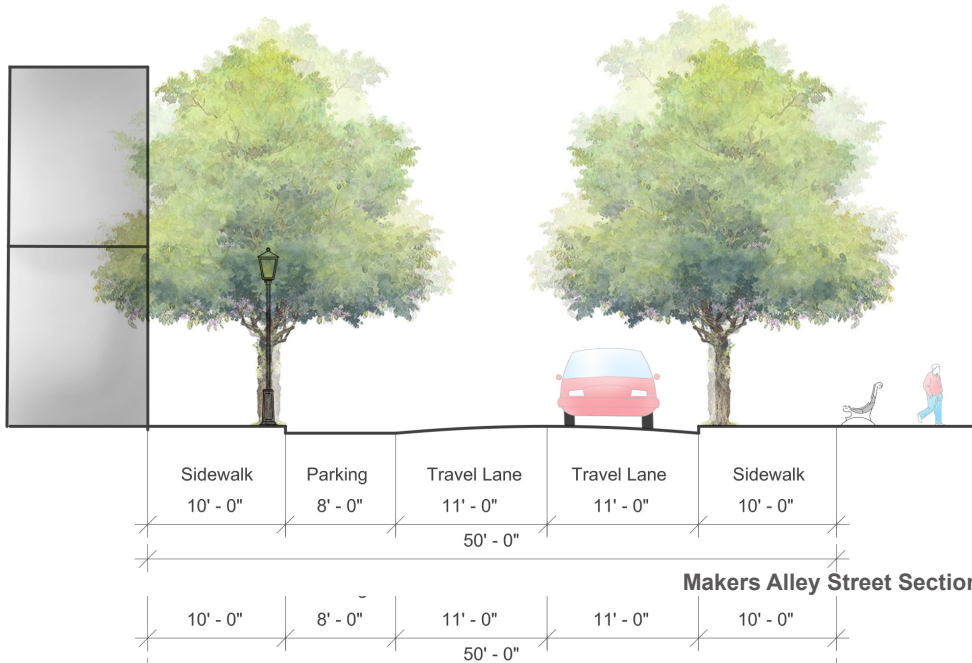 Sidewalk Parking Travel Lane Travel Lane Sidewalk
10' - 0" 8' - 0" 11' - 0" 11' - 0" 10' - 0"
50' - 0"
Makers Alley Street Section
10' - 0" 8' - 0" 11' - 0" 11' - 0" 10' - 0"
50' - 0"